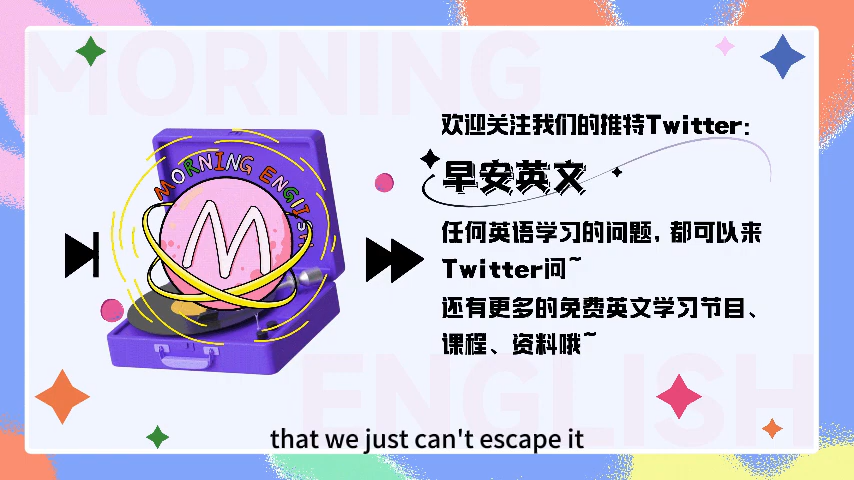 MORNING
欢迎关注我们的推特Twitter:
早安英文
MORNING ENGLISH
M
任何英语学习的问题,都可以来
Twitter问~
还有更多的免费英文学习节目、
课程、资料哦~
ENGLISH
that we just can't escape it